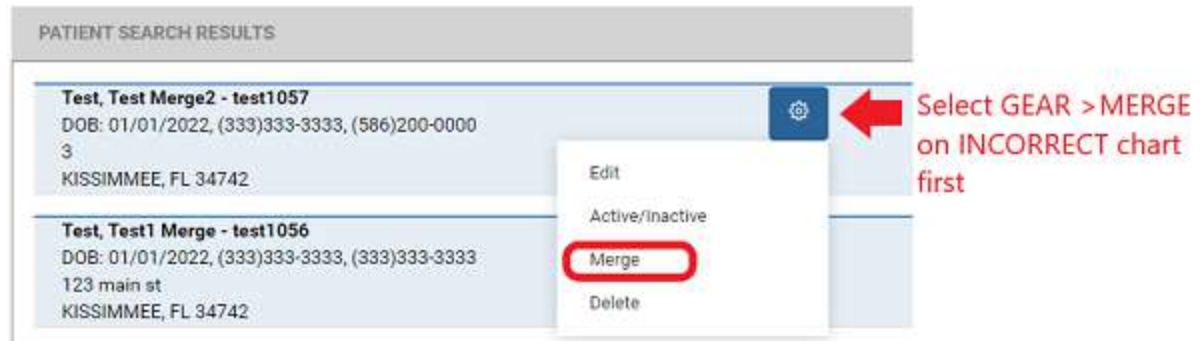 PATIENT SEARCH RESULTS
Test, Test Merge2 - test1057
DOB: 01/01/2022, (333)333-3333, (586)200-0000
3
KISSIMMEE, FL 34742
Edit
Active/Inactive
Merge
Delete
Test, Test1 Merge - test1056
DOB: 01/01/2022, (333)333-3333, (333)333-3333
123 main st
KISSIMMEE, FL 34742
Select GEAR >MERGE
on INCORRECT chart
first